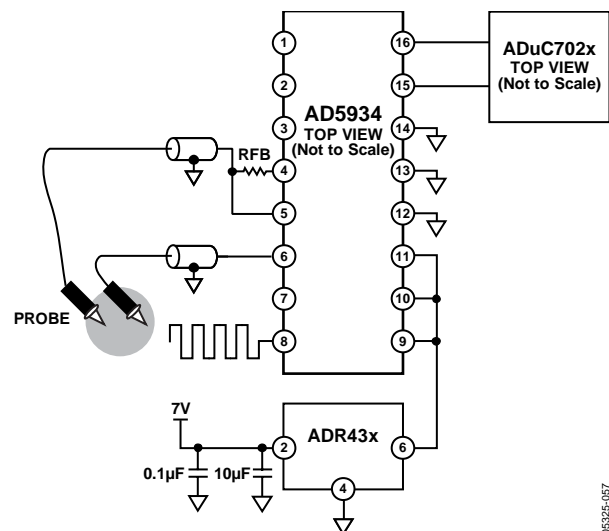 1
16
ADuC702x
TOP VIEW
(Not to Scale)
2
15
AD5934
TOP VIEW
(Not to Scale)
3
14
RFB
4
13
5
12
6
11
7
10
PROBE
8
9
7V
2
ADR43x
6
0.1µF
10µF
4
05325-057